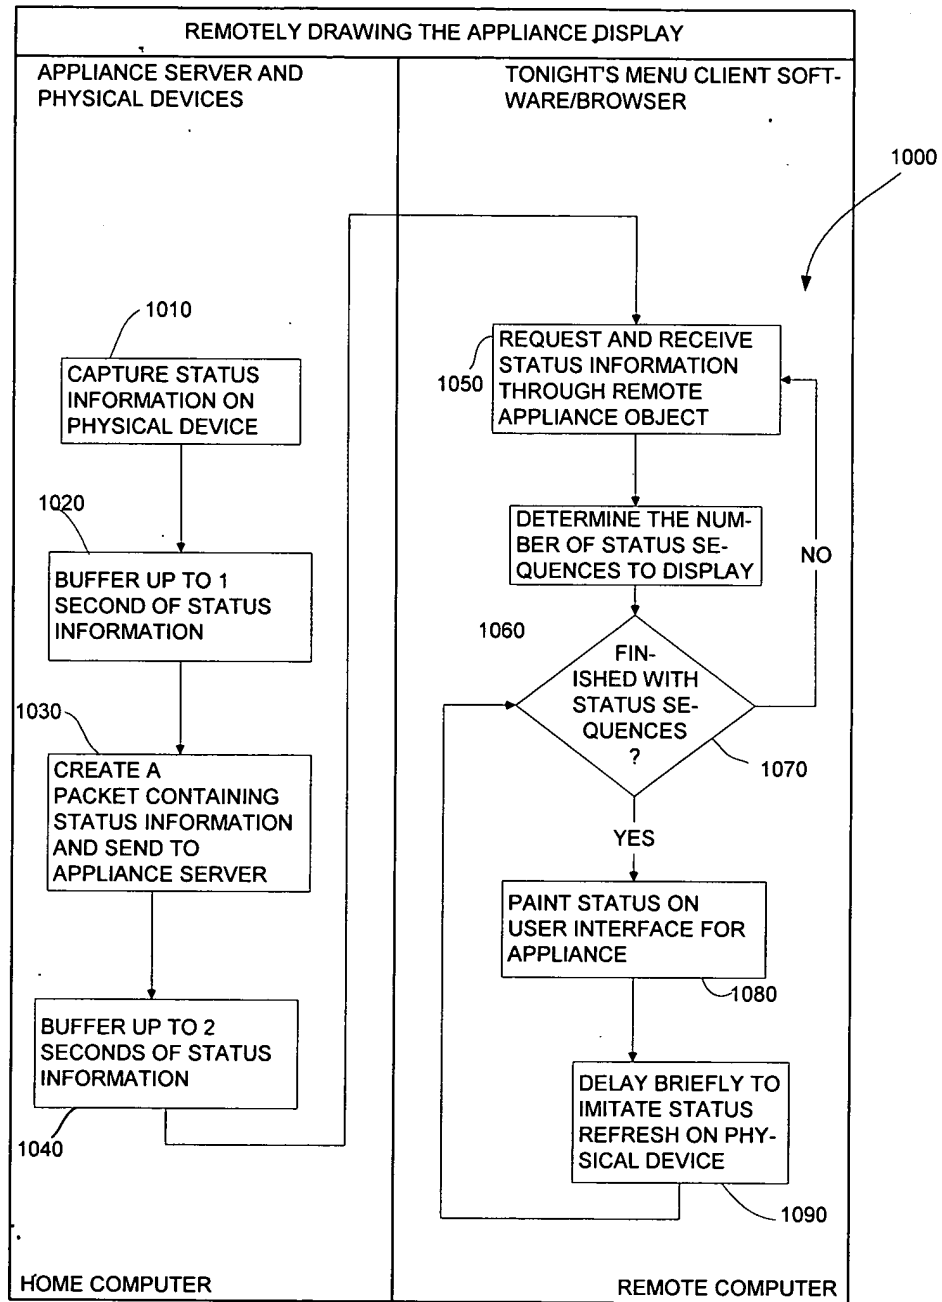 REMOTELY DRAWING THE APPLIANCE DISPLAY
APPLIANCE SERVER AND
PHYSICAL DEVICES
TONIGHT'S MENU CLIENT SOFT-
WARE/BROWSER
1000
1010
CAPTURE STATUS
INFORMATION ON
PHYSICAL DEVICE
1020
BUFFER UP TO 1
SECOND OF STATUS
INFORMATION
1030
CREATE A
PACKET CONTAINING
STATUS INFORMATION
AND SEND TO
APPLIANCE SERVER
BUFFER UP TO 2
SECONDS OF STATUS
INFORMATION
1040
HOME COMPUTER
REQUEST AND RECEIVE
STATUS INFORMATION
THROUGH REMOTE
APPLIANCE OBJECT
1050
DETERMINE THE NUM-
BER OF STATUS SE-
QUENCES TO DISPLAY
NO
1060
FIN-
ISHED WITH
STATUS SE-
QUENCES
?
1070
YES
PAINT STATUS ON
USER INTERFACE FOR
APPLIANCE
1080
DELAY BRIEFLY TO
IMITATE STATUS
REFRESH ON PHY-
SICAL DEVICE
1090
REMOTE COMPUTER